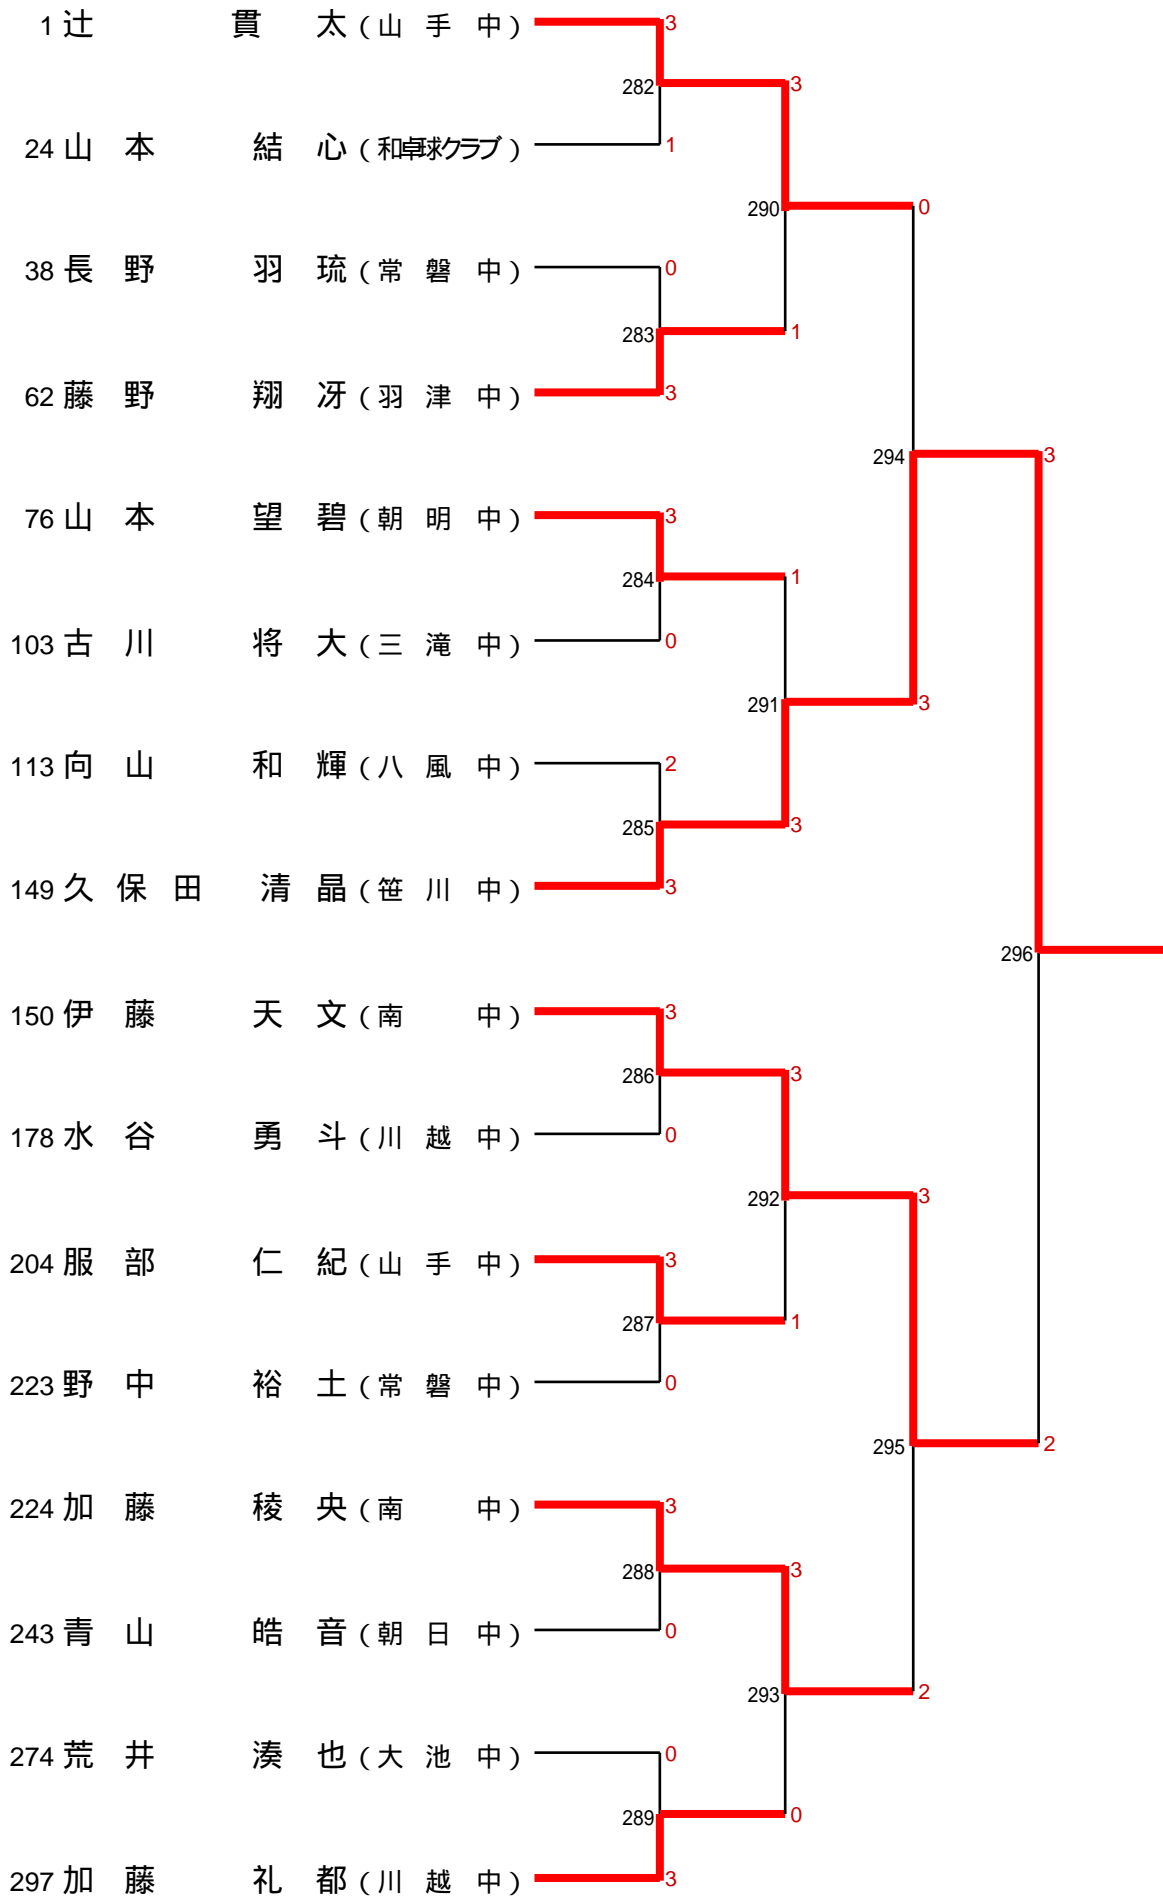 1 辻 貫 太 ( 山 手 中 ) 3
282 3
24 山 本 結 心 ( 和卓球クラブ ) 1
290 0
38 長 野 羽 琉 ( 常 磐 中 ) 0
283 1
62 藤 野 翔 冴 ( 羽 津 中 ) 3
294 3
76 山 本 望 碧 ( 朝 明 中 ) 3
284 1
103 古 川 将 大 ( 三 滝 中 ) 0
291 3
113 向 山 和 輝 ( 八 風 中 ) 2
285 3
149 久 保 田 清 晶 ( 笹 川 中 ) 3
296
150 伊 藤 天 文 ( 南 中 ) 3
286 3
178 水 谷 勇 斗 ( 川 越 中 ) 0
292 3
204 服 部 仁 紀 ( 山 手 中 ) 3
287 1
223 野 中 裕 土 ( 常 磐 中 ) 0
295 2
224 加 藤 稜 央 ( 南 中 ) 3
288 3
243 青 山 皓 音 ( 朝 日 中 ) 0
293 2
274 荒 井 湊 也 ( 大 池 中 ) 0
289 0
297 加 藤 礼 都 ( 川 越 中 ) 3